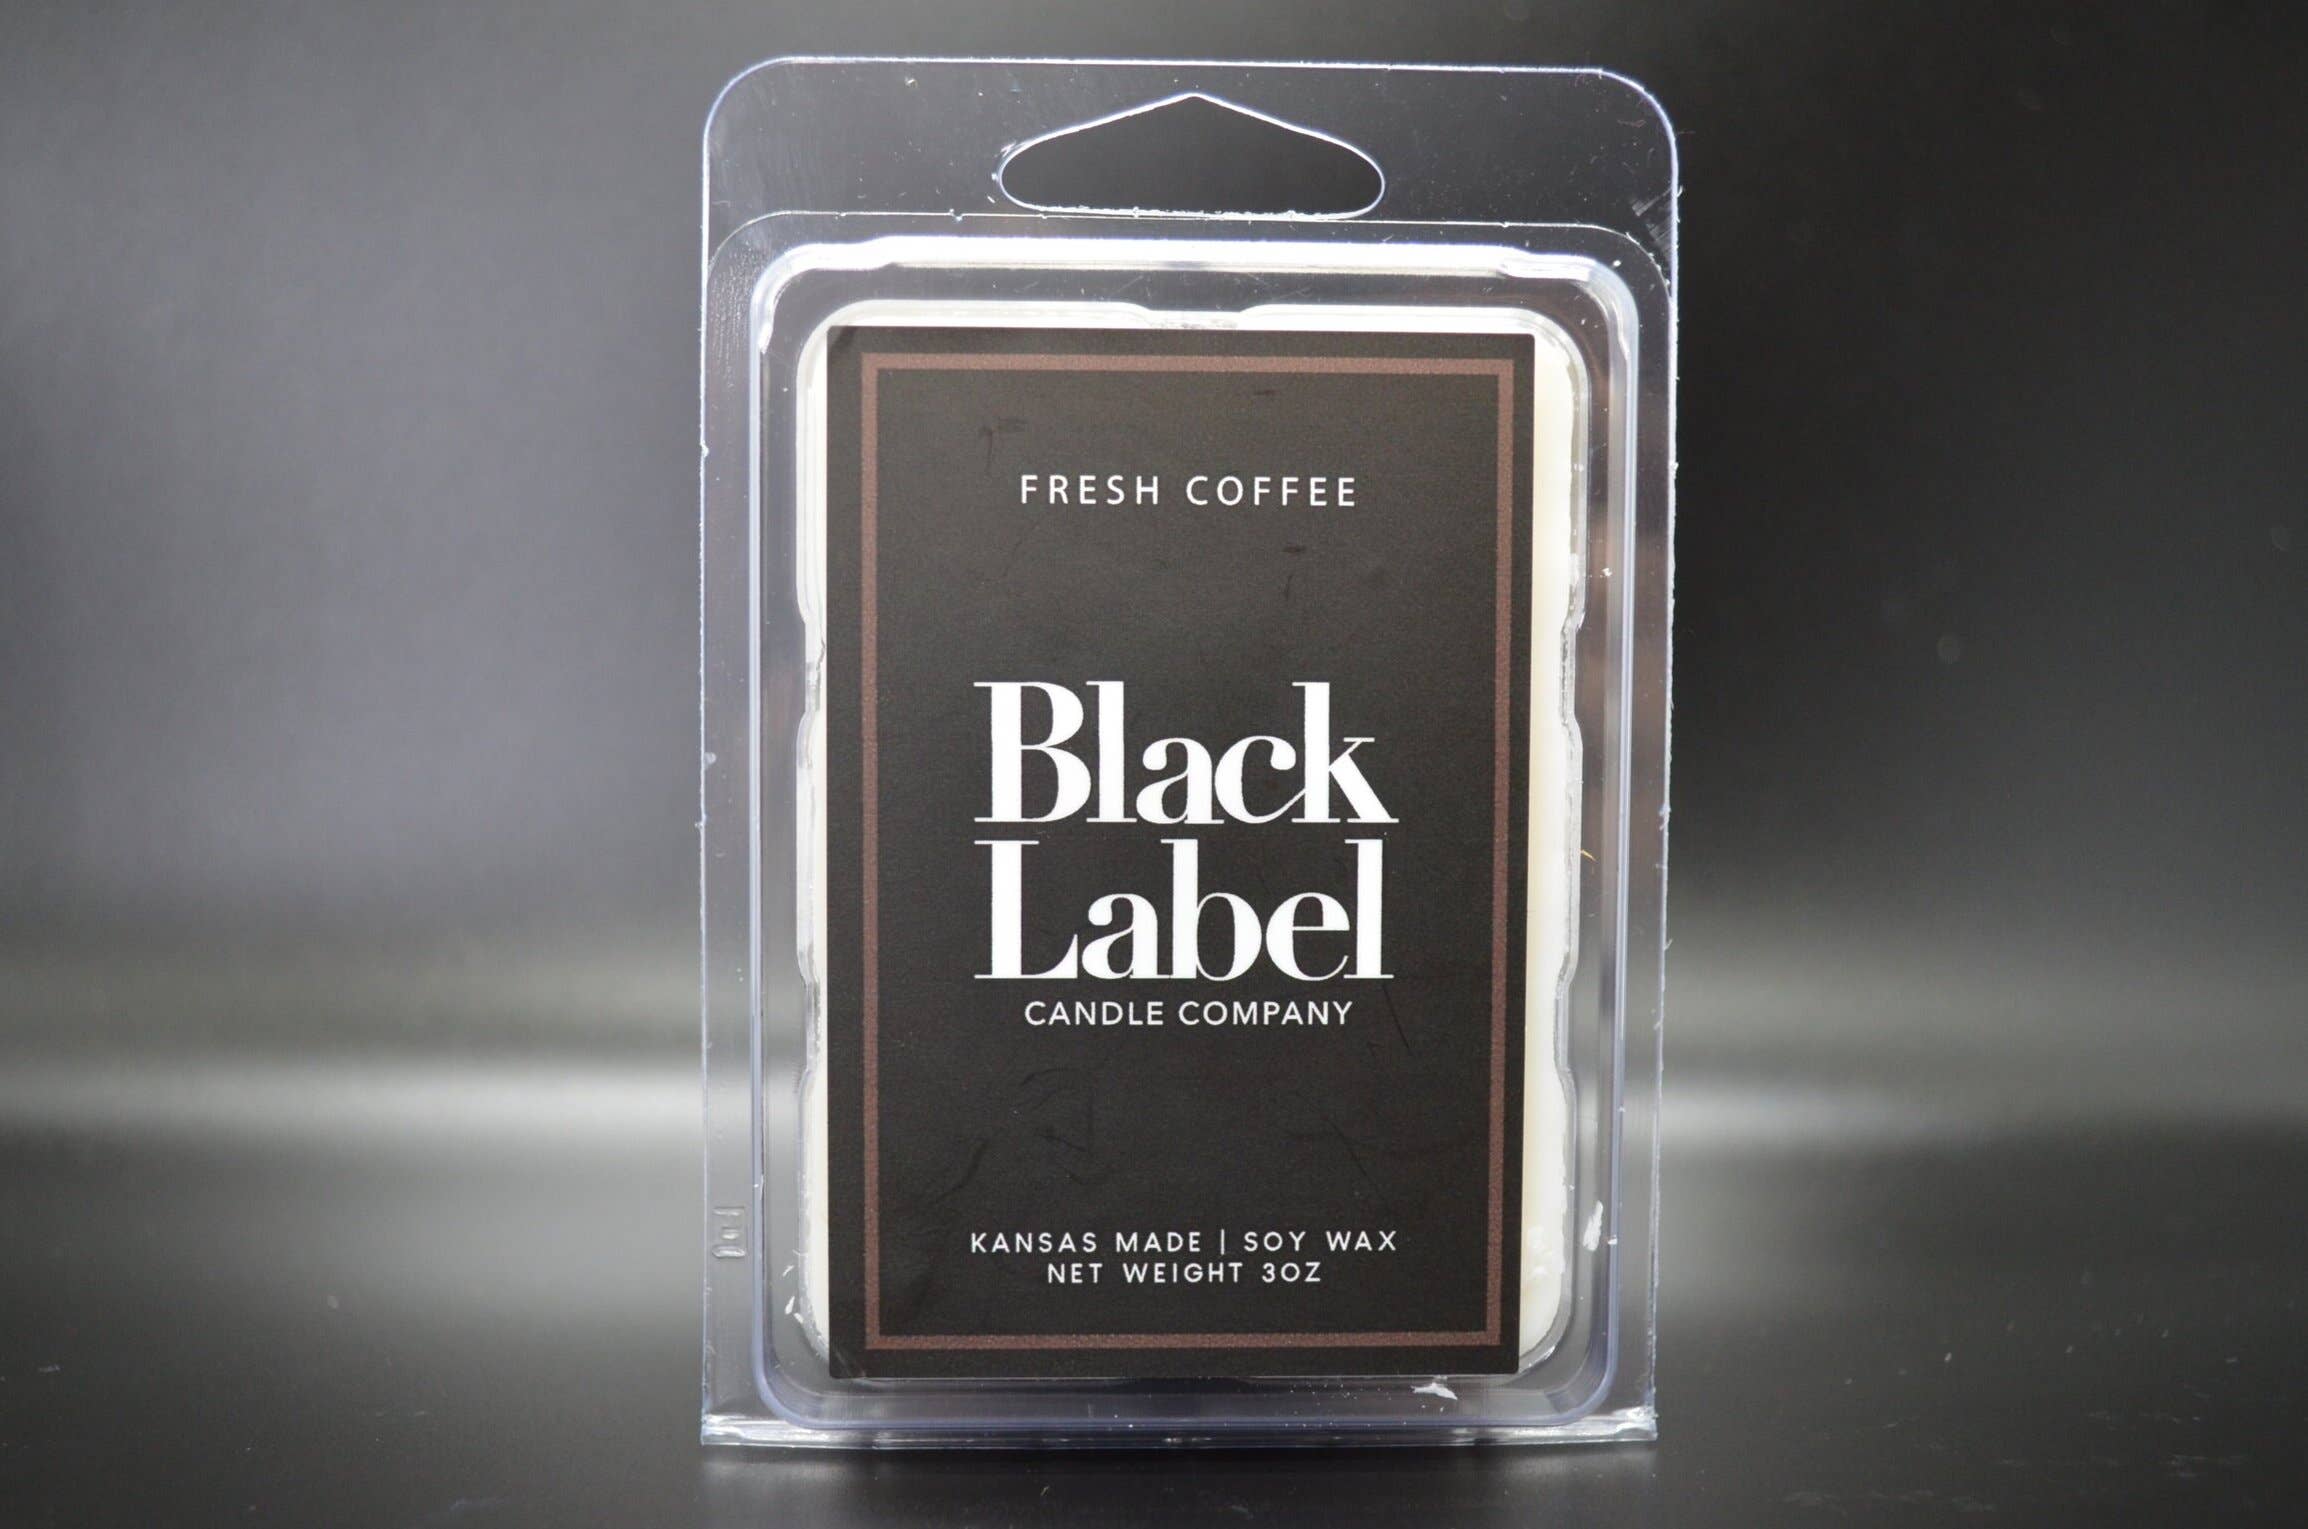 FRESH COFFEE
Black
Label
CANDLE COMPANY
KANSAS MADE | SOY WAX
NET WEIGHT 3OZ